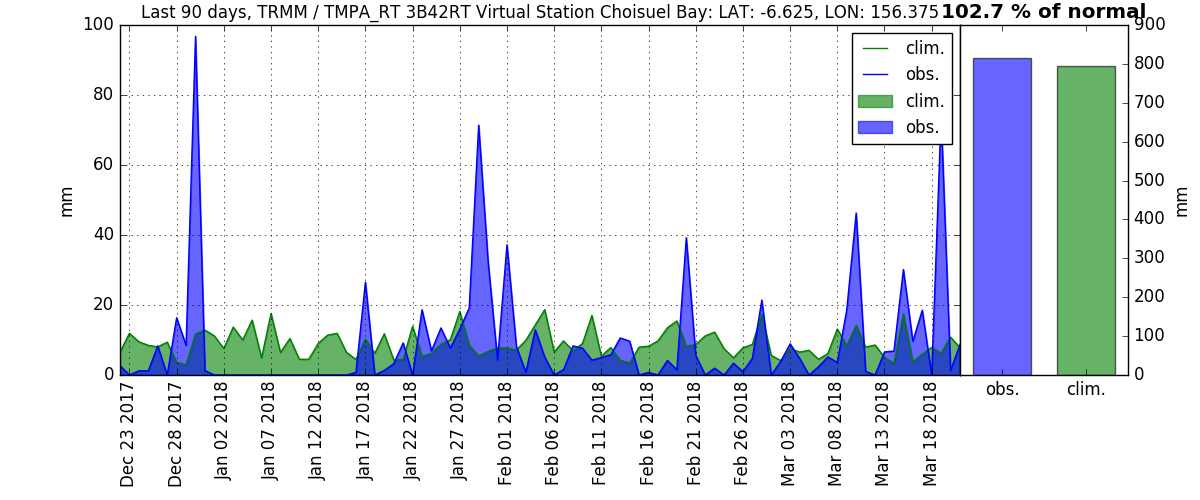 Last 90 days, TRMM / TMPA_RT 3B42RT Virtual Station Choisuel Bay: LAT: -6.625, LON: 156.375
102.7 % of normal
100
80
60
40
20
0
mm
clim.
obs.
clim.
obs.
900
800
700
600
500
400
300
200
100
0
mm
obs.
clim.
Dec 23 2017
Dec 28 2017
Jan 02 2018
Jan 07 2018
Jan 12 2018
Jan 17 2018
Jan 22 2018
Jan 27 2018
Feb 01 2018
Feb 06 2018
Feb 11 2018
Feb 16 2018
Feb 21 2018
Feb 26 2018
Mar 03 2018
Mar 08 2018
Mar 13 2018
Mar 18 2018